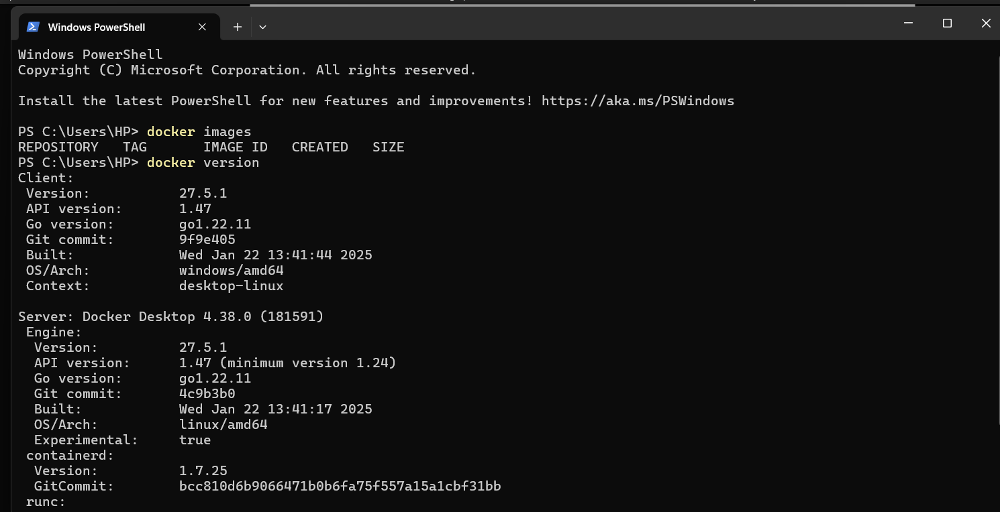 Windows PowerShell
Windows PowerShell
Copyright (C) Microsoft Corporation. All rights reserved.
Install the latest PowerShell for new features and improvements! https://aka.ms/PSWindows
PS C:\Users\HP> docker images
REPOSITORY   TAG       IMAGE ID   CREATED   SIZE
PS C:\Users\HP> docker version
Client:
 Version:           27.5.1
 API version:       1.47
 Go version:        go1.22.11
 Git commit:        9f9e405
 Built:             Wed Jan 22 13:41:44 2025
 OS/Arch:           windows/amd64
 Context:           desktop-linux
Server: Docker Desktop 4.38.0 (181591)
 Engine:
  Version:          27.5.1
  API version:      1.47 (minimum version 1.24)
  Go version:       go1.22.11
  Git commit:       4c9b3b0
  Built:            Wed Jan 22 13:41:17 2025
  OS/Arch:          linux/amd64
  Experimental:     true
 containerd:
  Version:          1.7.25
  GitCommit:        bcc810d6b9066471b0b6fa75f557a15a1cbf31bb
 runc: